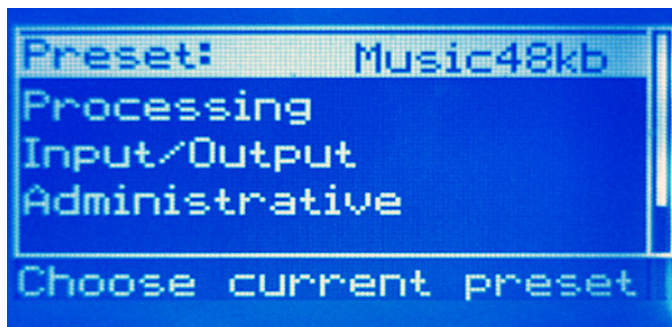 Preset: Music48kb
Processing
Input/Output
Administrative
Choose current preset